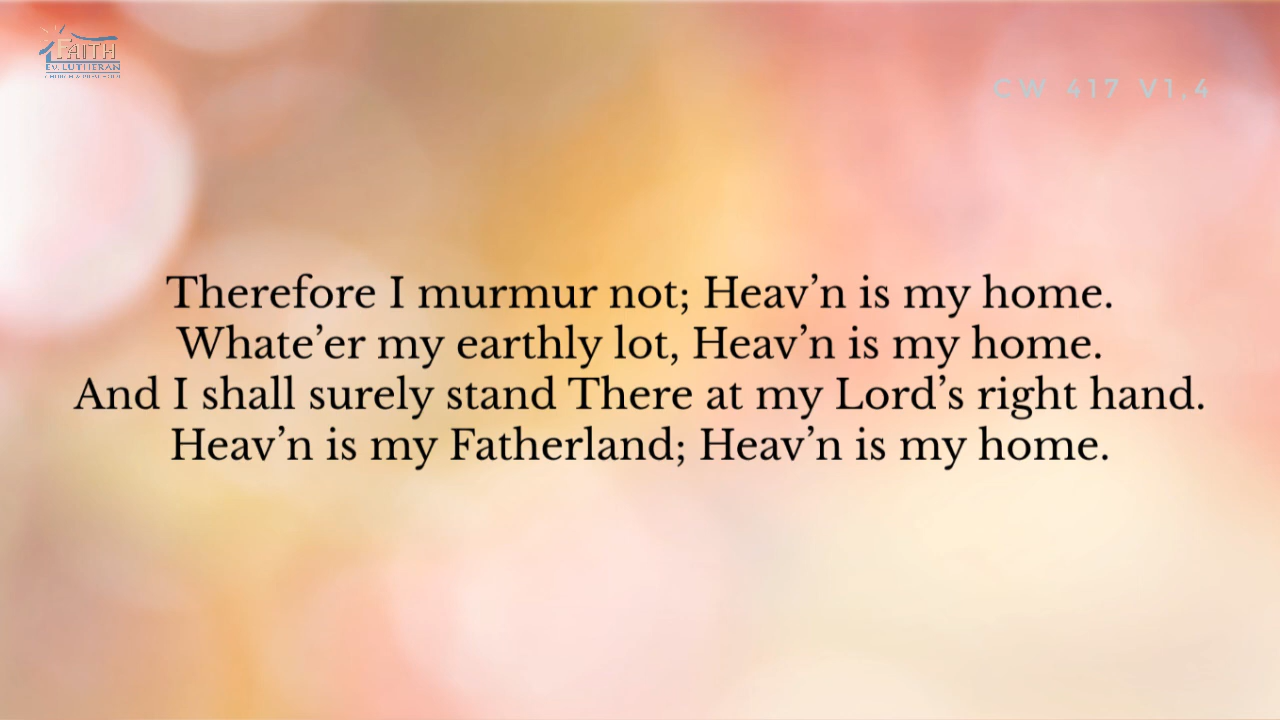 FAITH
EV. LUTHERAN
CW 417 V1,4
Therefore I murmur not; Heav’n is my home.
Whate’er my earthly lot, Heav’n is my home.
And I shall surely stand There at my Lord’s right hand.
Heav’n is my Fatherland; Heav’n is my home.